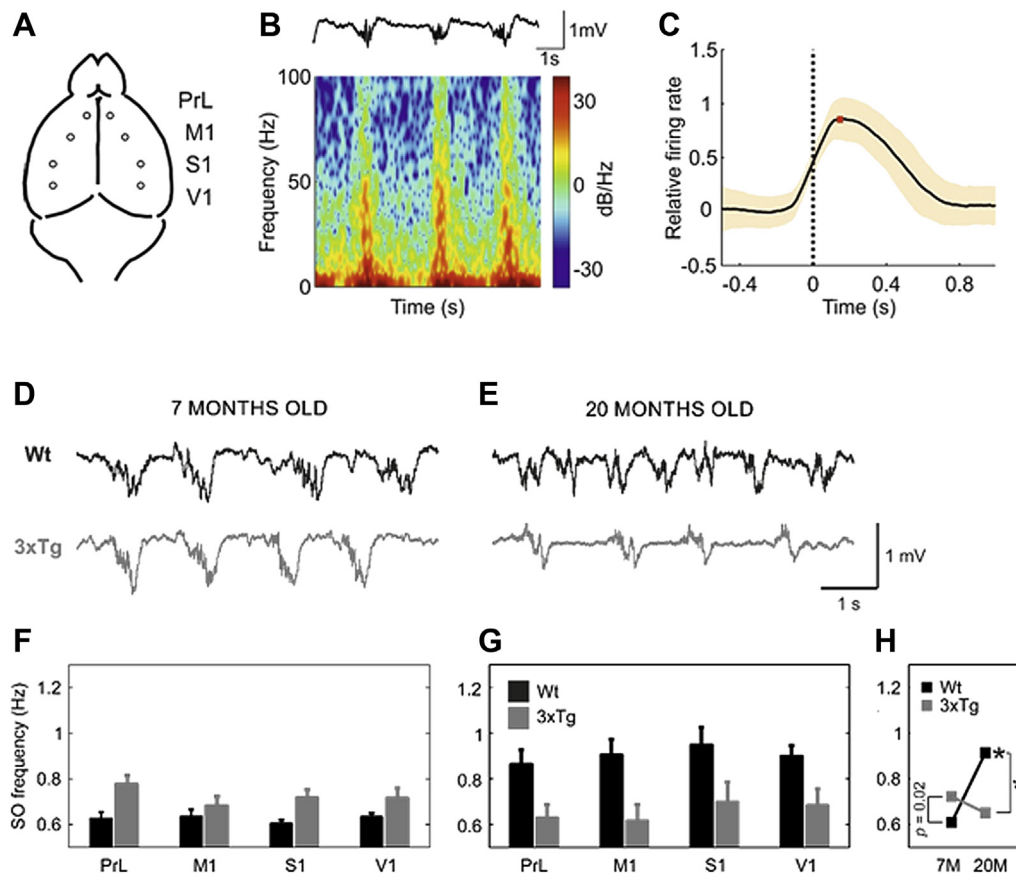 A
PrL
M1
S1
V1
B
1mV
1s
100
50
0
Frequency (Hz)
Time (s)
30
0
-30
dB/Hz
C
1.5
1.0
0.5
0
-0.5
Relative firing rate
-0.4 0 0.4 0.8
Time (s)
D
7 MONTHS OLD
Wt
3xTg
E
20 MONTHS OLD
1 mV
1 s
F
SO frequency (Hz)
1.2
1
0.8
0.6
PrL M1 S1 V1
G
Wt
3xTg
1.2
1
0.8
0.6
PrL M1 S1 V1
H
Wt
3xTg
1.2
1
0.8
0.6
p = 0.02
*
*
7M 20M